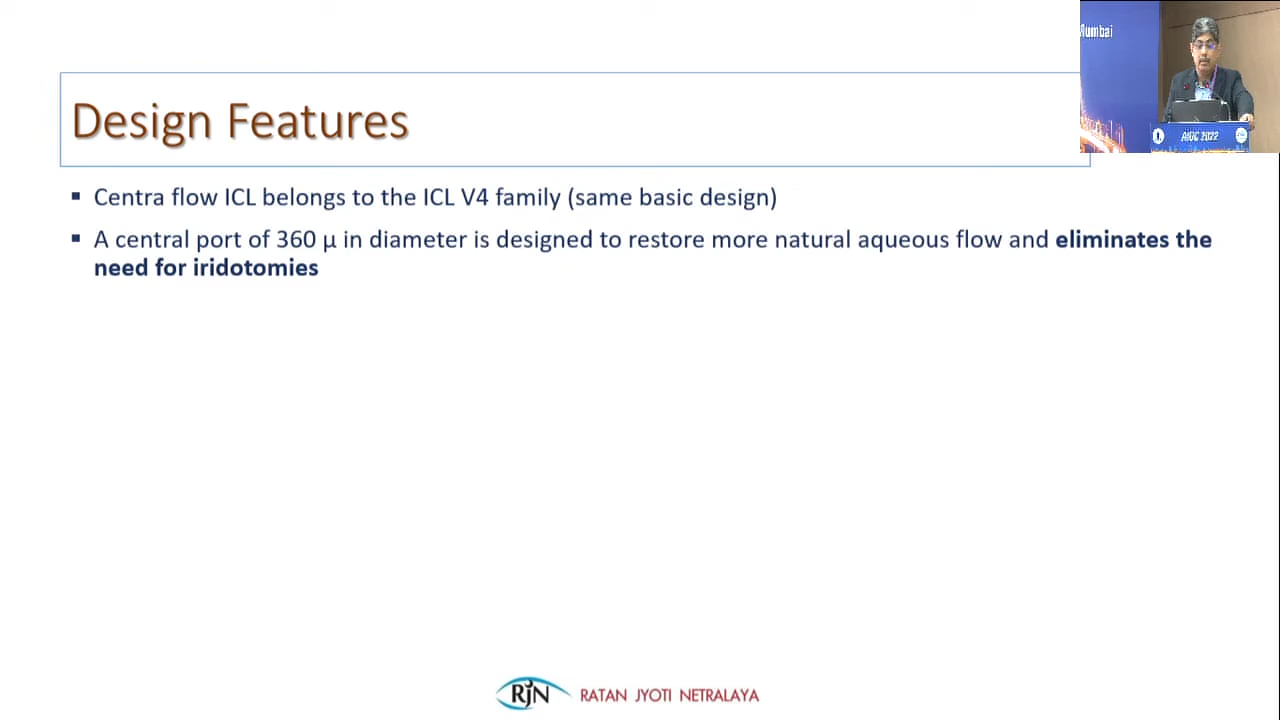 Mumbai
Design Features
AIOC 2022
▪ Centra flow ICL belongs to the ICL V4 family (same basic design)
▪ A central port of 360 μ in diameter is designed to restore more natural aqueous flow and eliminates the
need for iridotomies
RJN RATAN JYOTI NETRALAYA